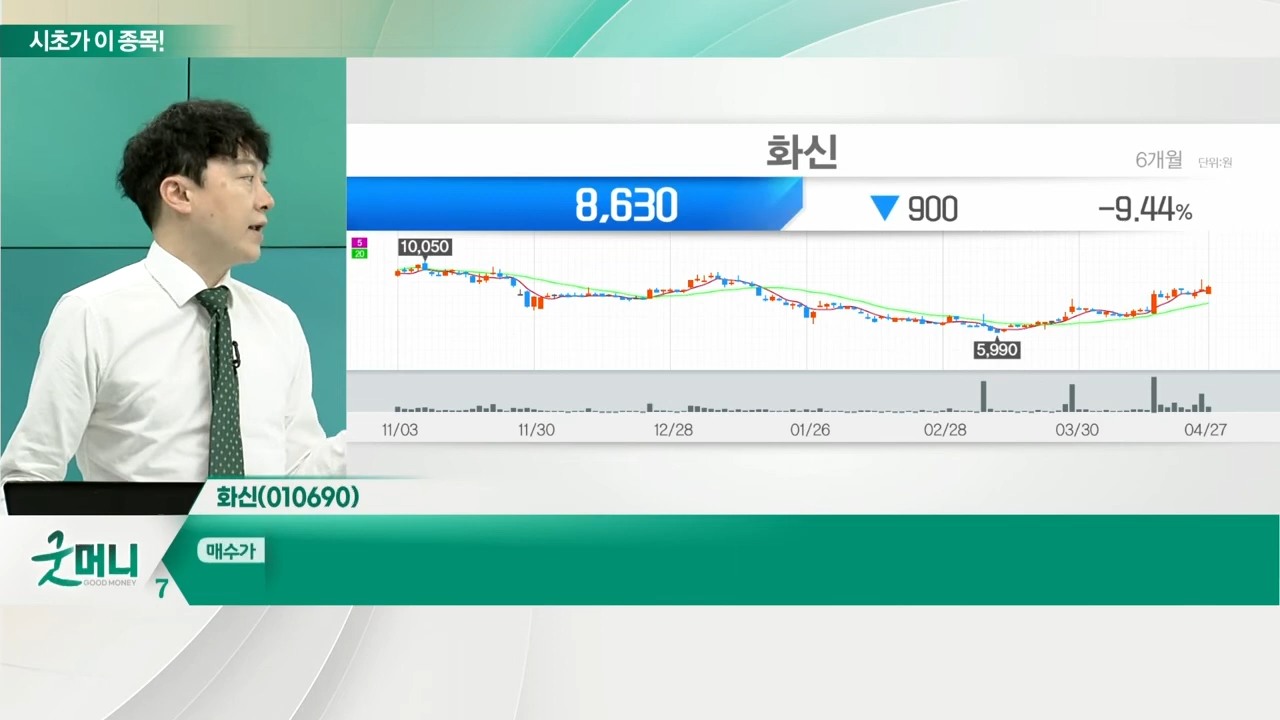 시초가 이 종목!
화신
6개월 단위:원
8,630 ▼ 900 -9.44%
5
20
10,050
5,990
11/03 11/30 12/28 01/26 02/28 03/30 04/27
화신(010690)
굿머니
GOOD MONEY
7
매수가